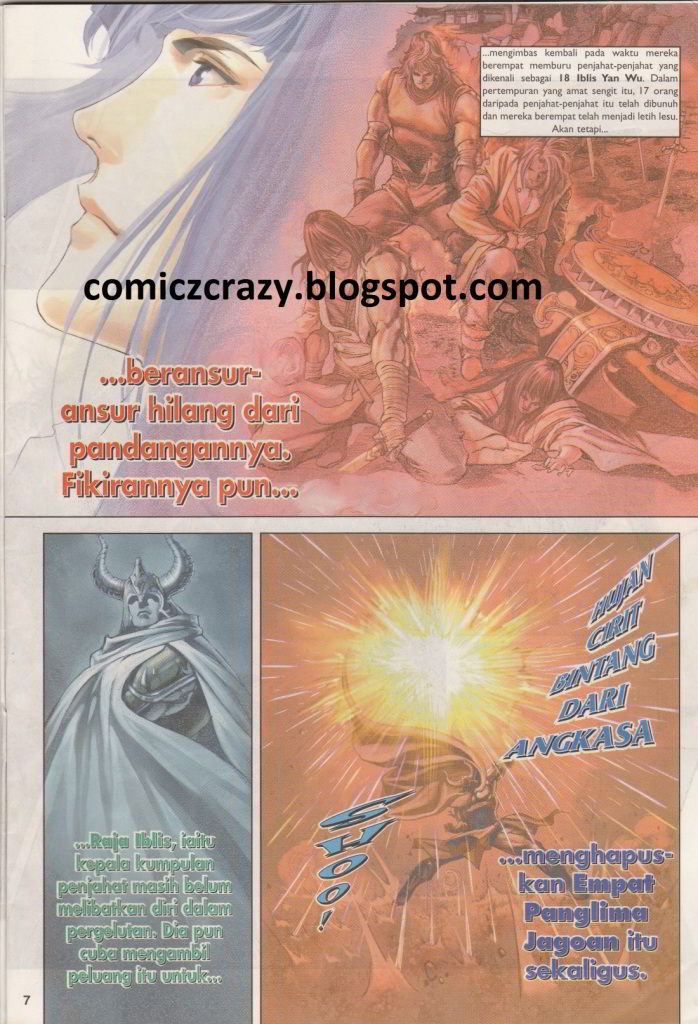 ...mengimbas kembali pada waktu mereka
berempat memburu penjahat-penjahat yang
dikenali sebagai 18 Iblis Yan Wu. Dalam
pertempuran yang amat sengit itu, 17 orang
daripada penjahat-penjahat itu telah dibunuh
dan mereka berempat telah menjadi letih lesu.
Akan tetapi...
comiczcrazy.blogspot.com
...beransur-
ansur hilang dari
pandangannya.
Fikirannya pun...
...Raja Iblis, iaitu
kepala kumpulan
penjahat masih belum
melibatkan diri dalam
pergelutan. Dia pun
cuba mengambil
peluang itu untuk...
HUJAN
CIRIT
BINTANG
DARI
ANGKASA
SWOO!
...menghapus-
kan Empat
Panglima
Jagoan itu
sekaligus.
7